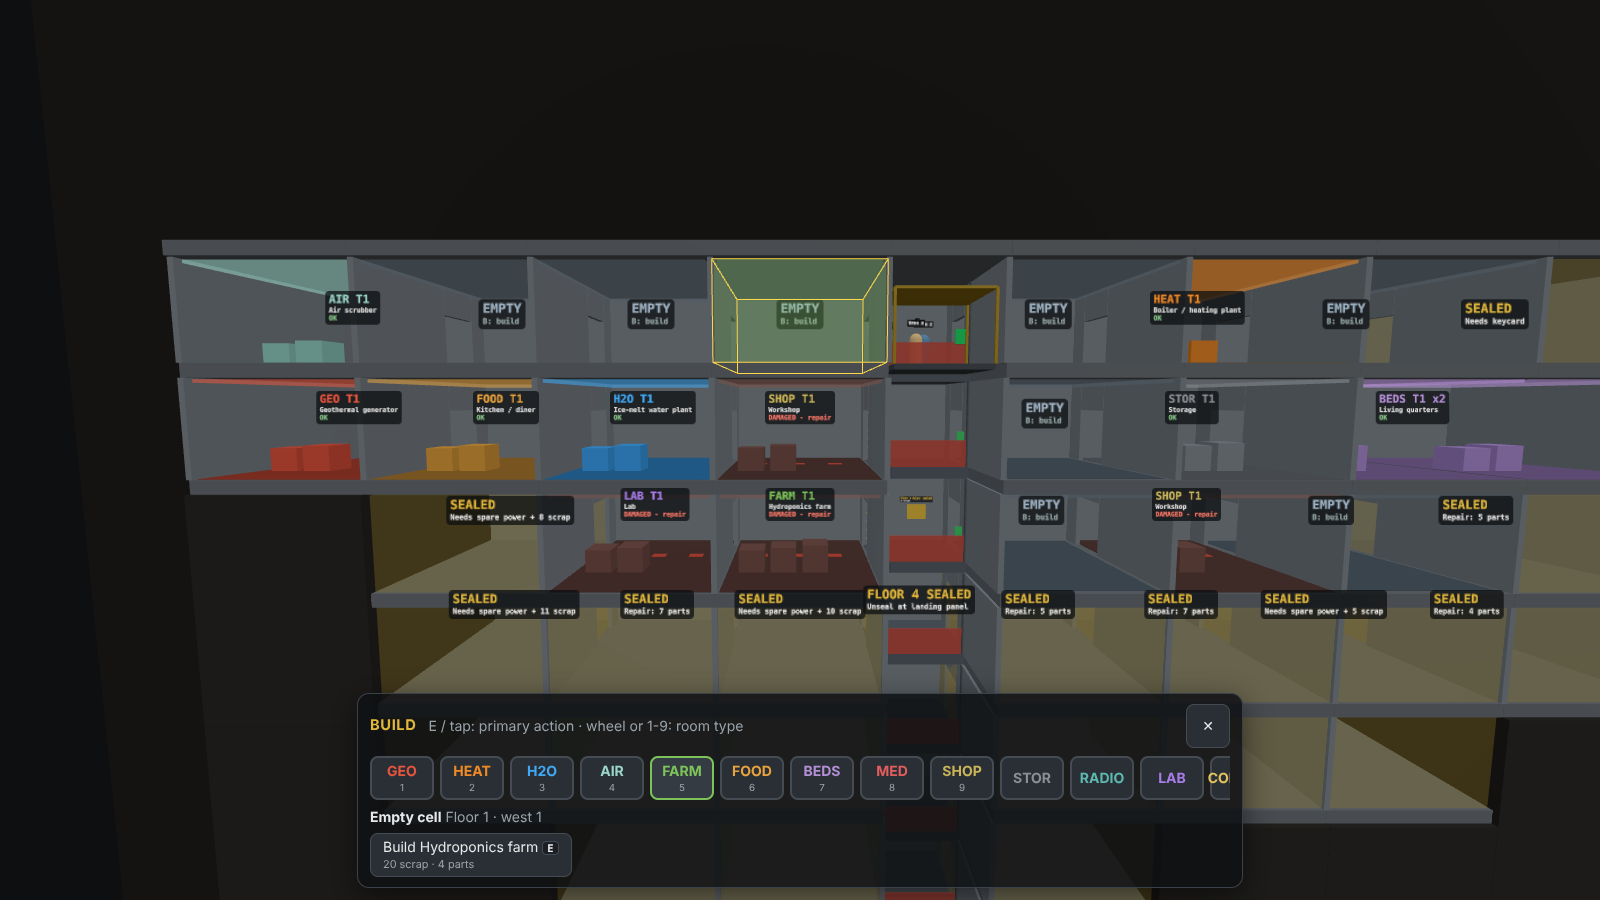 AIR T1
Air scrubber
OK
EMPTY
B: build
EMPTY
B: build
EMPTY
B: build
EMPTY
B: build
HEAT T1
Boiler / heating plant
OK
EMPTY
B: build
SEALED
Needs keycard
GEO T1
Geothermal generator
OK
FOOD T1
Kitchen / diner
OK
H2O T1
Ice-melt water plant
OK
SHOP T1
Workshop
DAMAGED - repair
EMPTY
B: build
STOR T1
Storage
OK
BEDS T1 x2
Living quarters
OK
SEALED
Needs spare power + 8 scrap
LAB T1
Lab
DAMAGED - repair
FARM T1
Hydroponics farm
DAMAGED - repair
EMPTY
B: build
SHOP T1
Workshop
DAMAGED - repair
EMPTY
B: build
SEALED
Repair: 5 parts
SEALED
Needs spare power + 11 scrap
SEALED
Repair: 7 parts
SEALED
Needs spare power + 10 scrap
FLOOR 4 SEALED
Unseal at landing panel
SEALED
Repair: 5 parts
SEALED
Repair: 7 parts
SEALED
Needs spare power + 5 scrap
SEALED
Repair: 4 parts
BUILD E / tap: primary action · wheel or 1-9: room type ×
GEO HEAT H2O AIR FARM FOOD BEDS MED SHOP STOR RADIO LAB
1 2 3 4 5 6 7 8 9
Empty cell Floor 1 · west 1
Build Hydroponics farm E
20 scrap · 4 parts